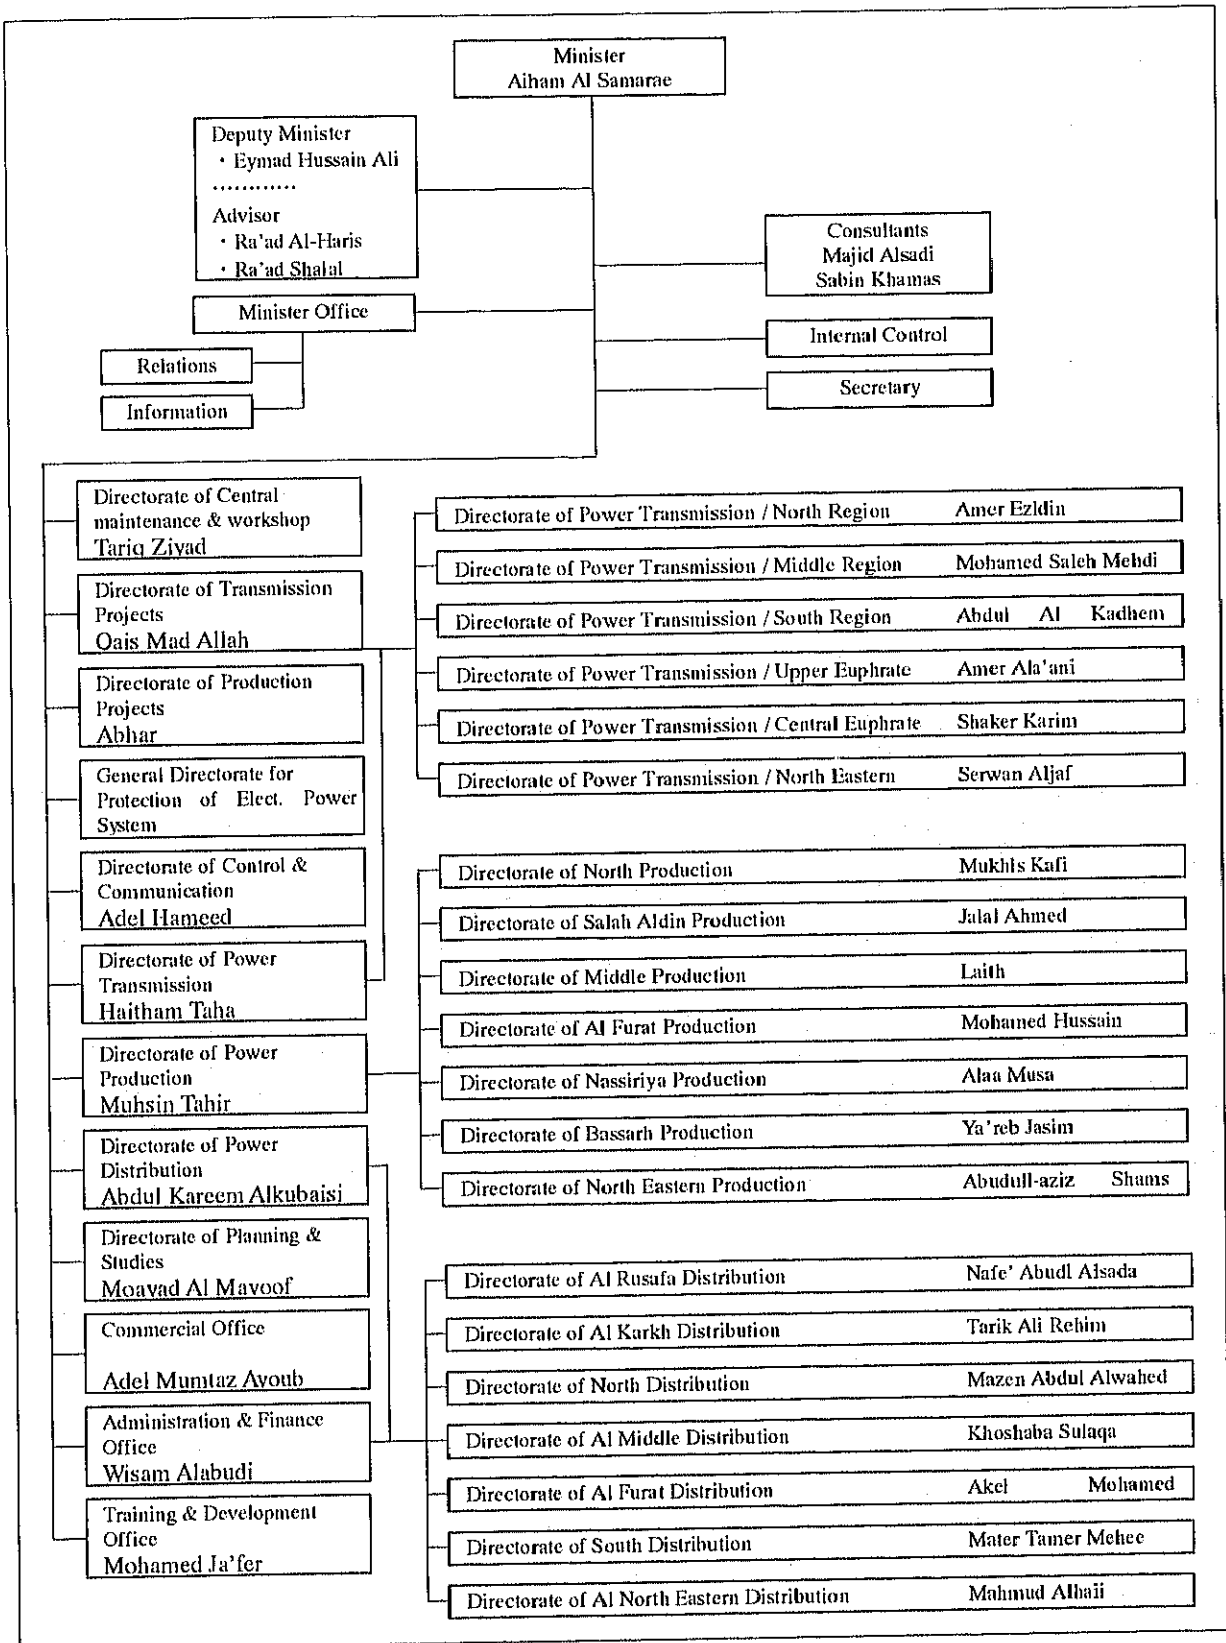 Minister
Aiham Al Samarae
Deputy Minister
・Eymad Hussain Ali
............
Advisor
・Ra'ad Al-Haris
・Ra'ad Shalal
Consultants
Majid Alsadi
Sabin Khamas
Minister Office
Internal Control
Relations
Secretary
Information
Directorate of Central
maintenance & workshop
Tariq Ziyad
Directorate of Transmission
Projects
Qais Mad Allah
Directorate of Production
Projects
Abhar
General Directorate for
Protection of Elect. Power
System
Directorate of Control &
Communication
Adel Hameed
Directorate of Power
Transmission
Haitham Taha
Directorate of Power
Production
Muhsin Tahir
Directorate of Power
Distribution
Abdul Kareem Alkubaisi
Directorate of Planning &
Studies
Moayad Al Mayoof
Commercial Office
Adel Mumtaz Ayoub
Administration & Finance
Office
Wisam Alabudi
Training & Development
Office
Mohamed Ja'fer
Directorate of Power Transmission / North Region Amer Ezldin
Directorate of Power Transmission / Middle Region Mohamed Saleh Mehdi
Directorate of Power Transmission / South Region Abdul Al Kadhem
Directorate of Power Transmission / Upper Euphrate Amer Ala'ani
Directorate of Power Transmission / Central Euphrate Shaker Karim
Directorate of Power Transmission / North Eastern Serwan Aljaf
Directorate of North Production Mukhls Kafi
Directorate of Salah Aldin Production Jalal Ahmed
Directorate of Middle Production Laith
Directorate of Al Furat Production Mohamed Hussain
Directorate of Nassiriya Production Alaa Musa
Directorate of Bassarh Production Ya'reb Jasim
Directorate of North Eastern Production Abudull-aziz Shams
Directorate of Al Rusafa Distribution Nafe' Abudl Alsada
Directorate of Al Karkh Distribution Tarik Ali Rehim
Directorate of North Distribution Mazen Abdul Alwahed
Directorate of Al Middle Distribution Khoshaba Sulaqa
Directorate of Al Furat Distribution Akel Mohamed
Directorate of South Distribution Mater Tamer Mehee
Directorate of Al North Eastern Distribution Mahmud Alhaji